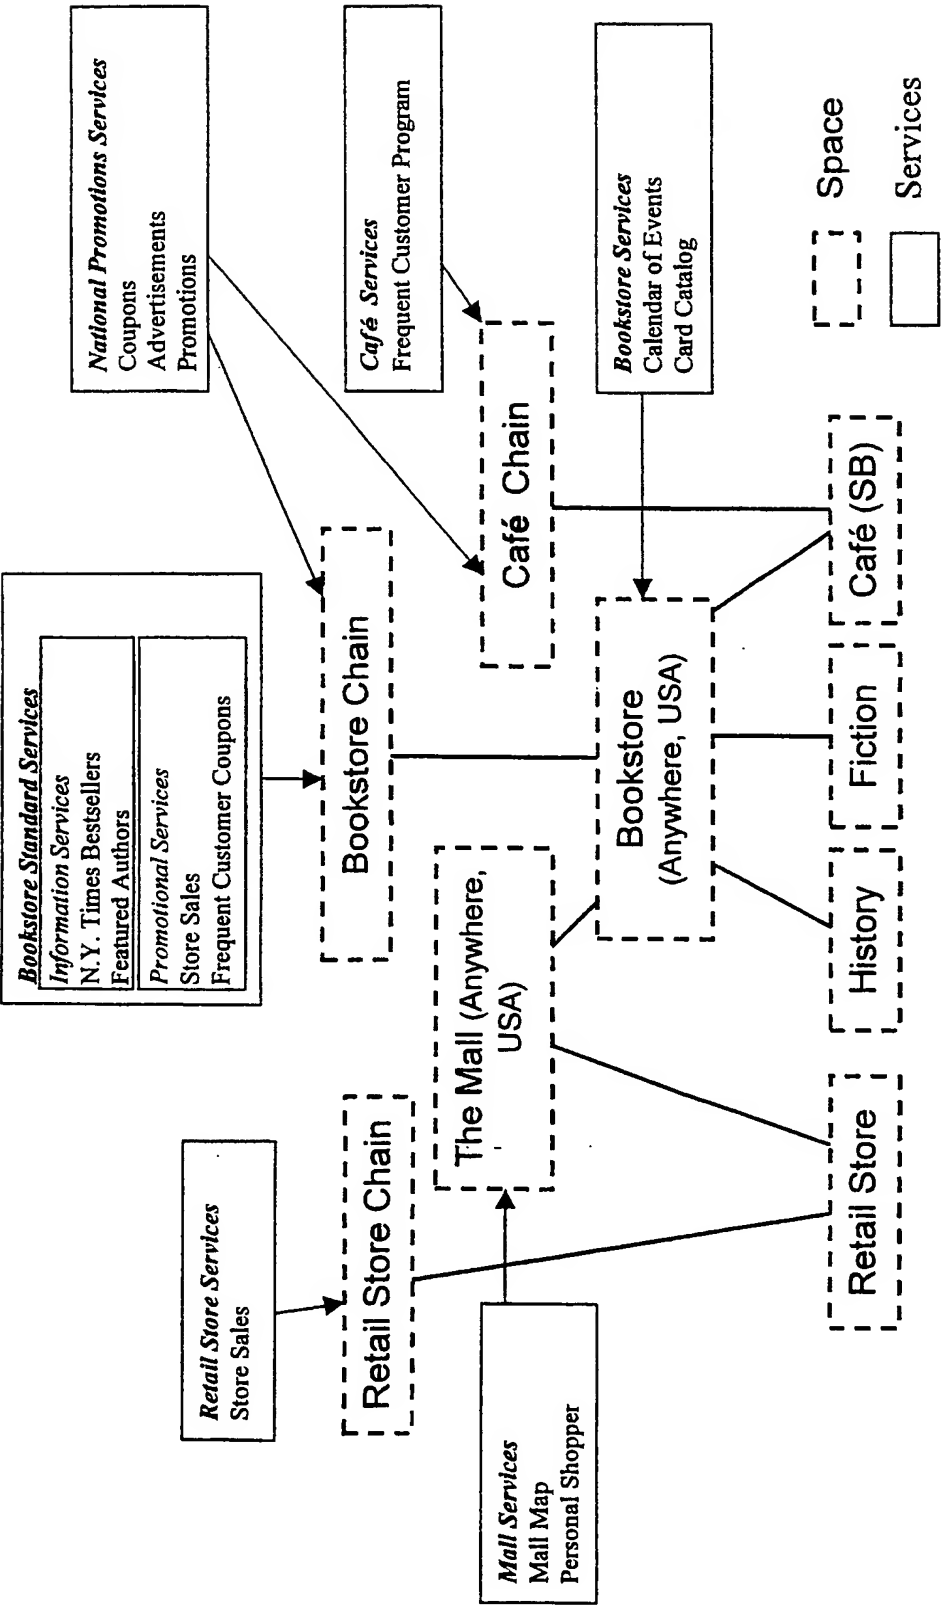 Bookstore Standard Services
Information Services
N.Y. Times Bestsellers
Featured Authors
Promotional Services
Store Sales
Frequent Customer Coupons
National Promotions Services
Coupons
Advertisements
Promotions
Retail Store Services
Store Sales
Retail Store Chain
Bookstore Chain
Café Services
Frequent Customer Program
The Mall (Anywhere,
USA)
Café Chain
Mall Services
Mall Map
Personal Shopper
Bookstore
(Anywhere, USA)
Bookstore Services
Calendar of Events
Card Catalog
Retail Store
History
Fiction
Café (SB)
Space
Services